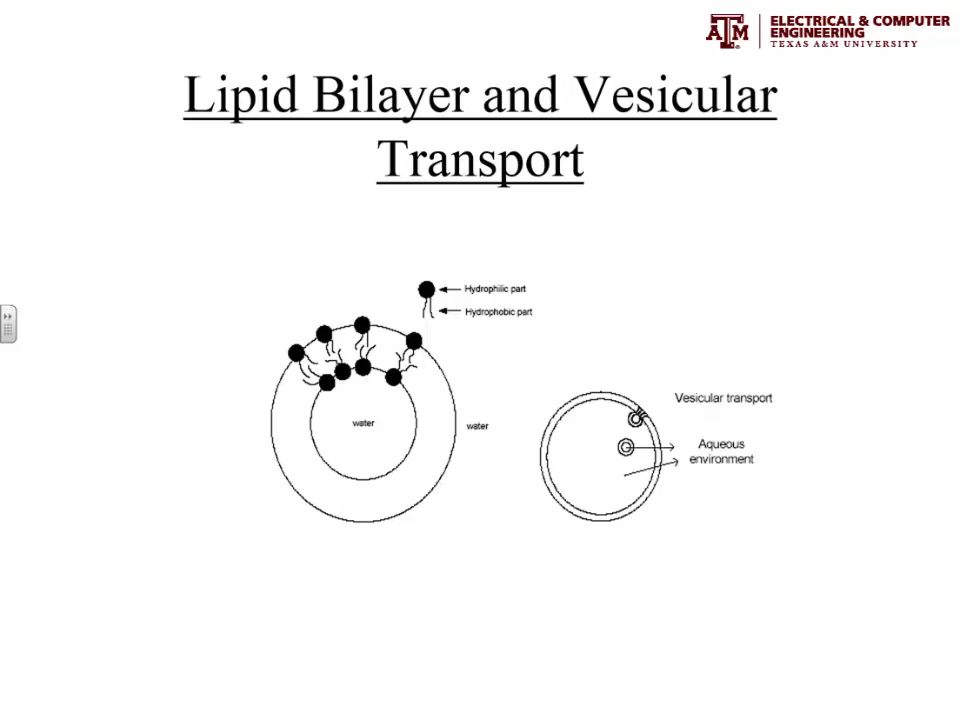 ELECTRICAL & COMPUTER
ENGINEERING
TEXAS A&M UNIVERSITY
Lipid Bilayer and Vesicular
Transport
Hydrophilic part
Hydrophobic part
water
water
Vesicular transport
Aqueous
environment